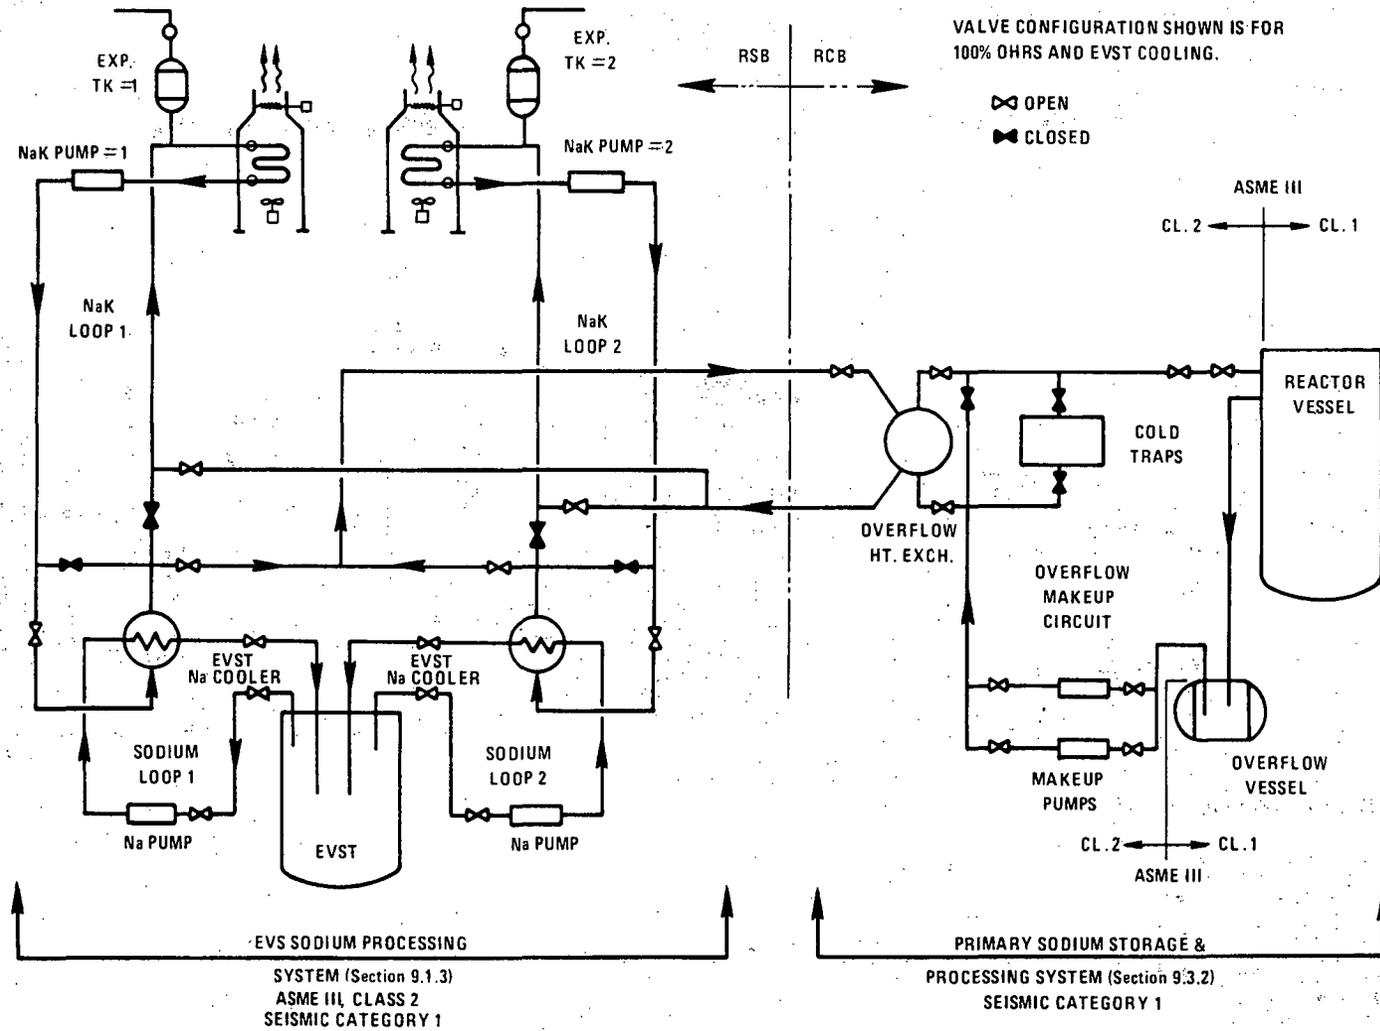 VALVE CONFIGURATION SHOWN IS FOR
100% OHRS AND EVST COOLING.
OPEN
CLOSED
EXP.
TK =1
EXP.
TK =2
RSB
RCB
NaK PUMP =1
NaK PUMP =2
ASME III
CL. 2
CL. 1
NaK
LOOP 1
NaK
LOOP 2
REACTOR
VESSEL
COLD
TRAPS
OVERFLOW
HT. EXCH.
OVERFLOW
MAKEUP
CIRCUIT
EVST
Na COOLER
EVST
Na COOLER
SODIUM
LOOP 1
SODIUM
LOOP 2
MAKEUP
PUMPS
OVERFLOW
VESSEL
Na PUMP
EVST
Na PUMP
CL.2
CL.1
ASME III
EVS SODIUM PROCESSING
SYSTEM (Section 9.1.3)
ASME III, CLASS 2
SEISMIC CATEGORY 1
PRIMARY SODIUM STORAGE &
PROCESSING SYSTEM (Section 9.3.2)
SEISMIC CATEGORY 1